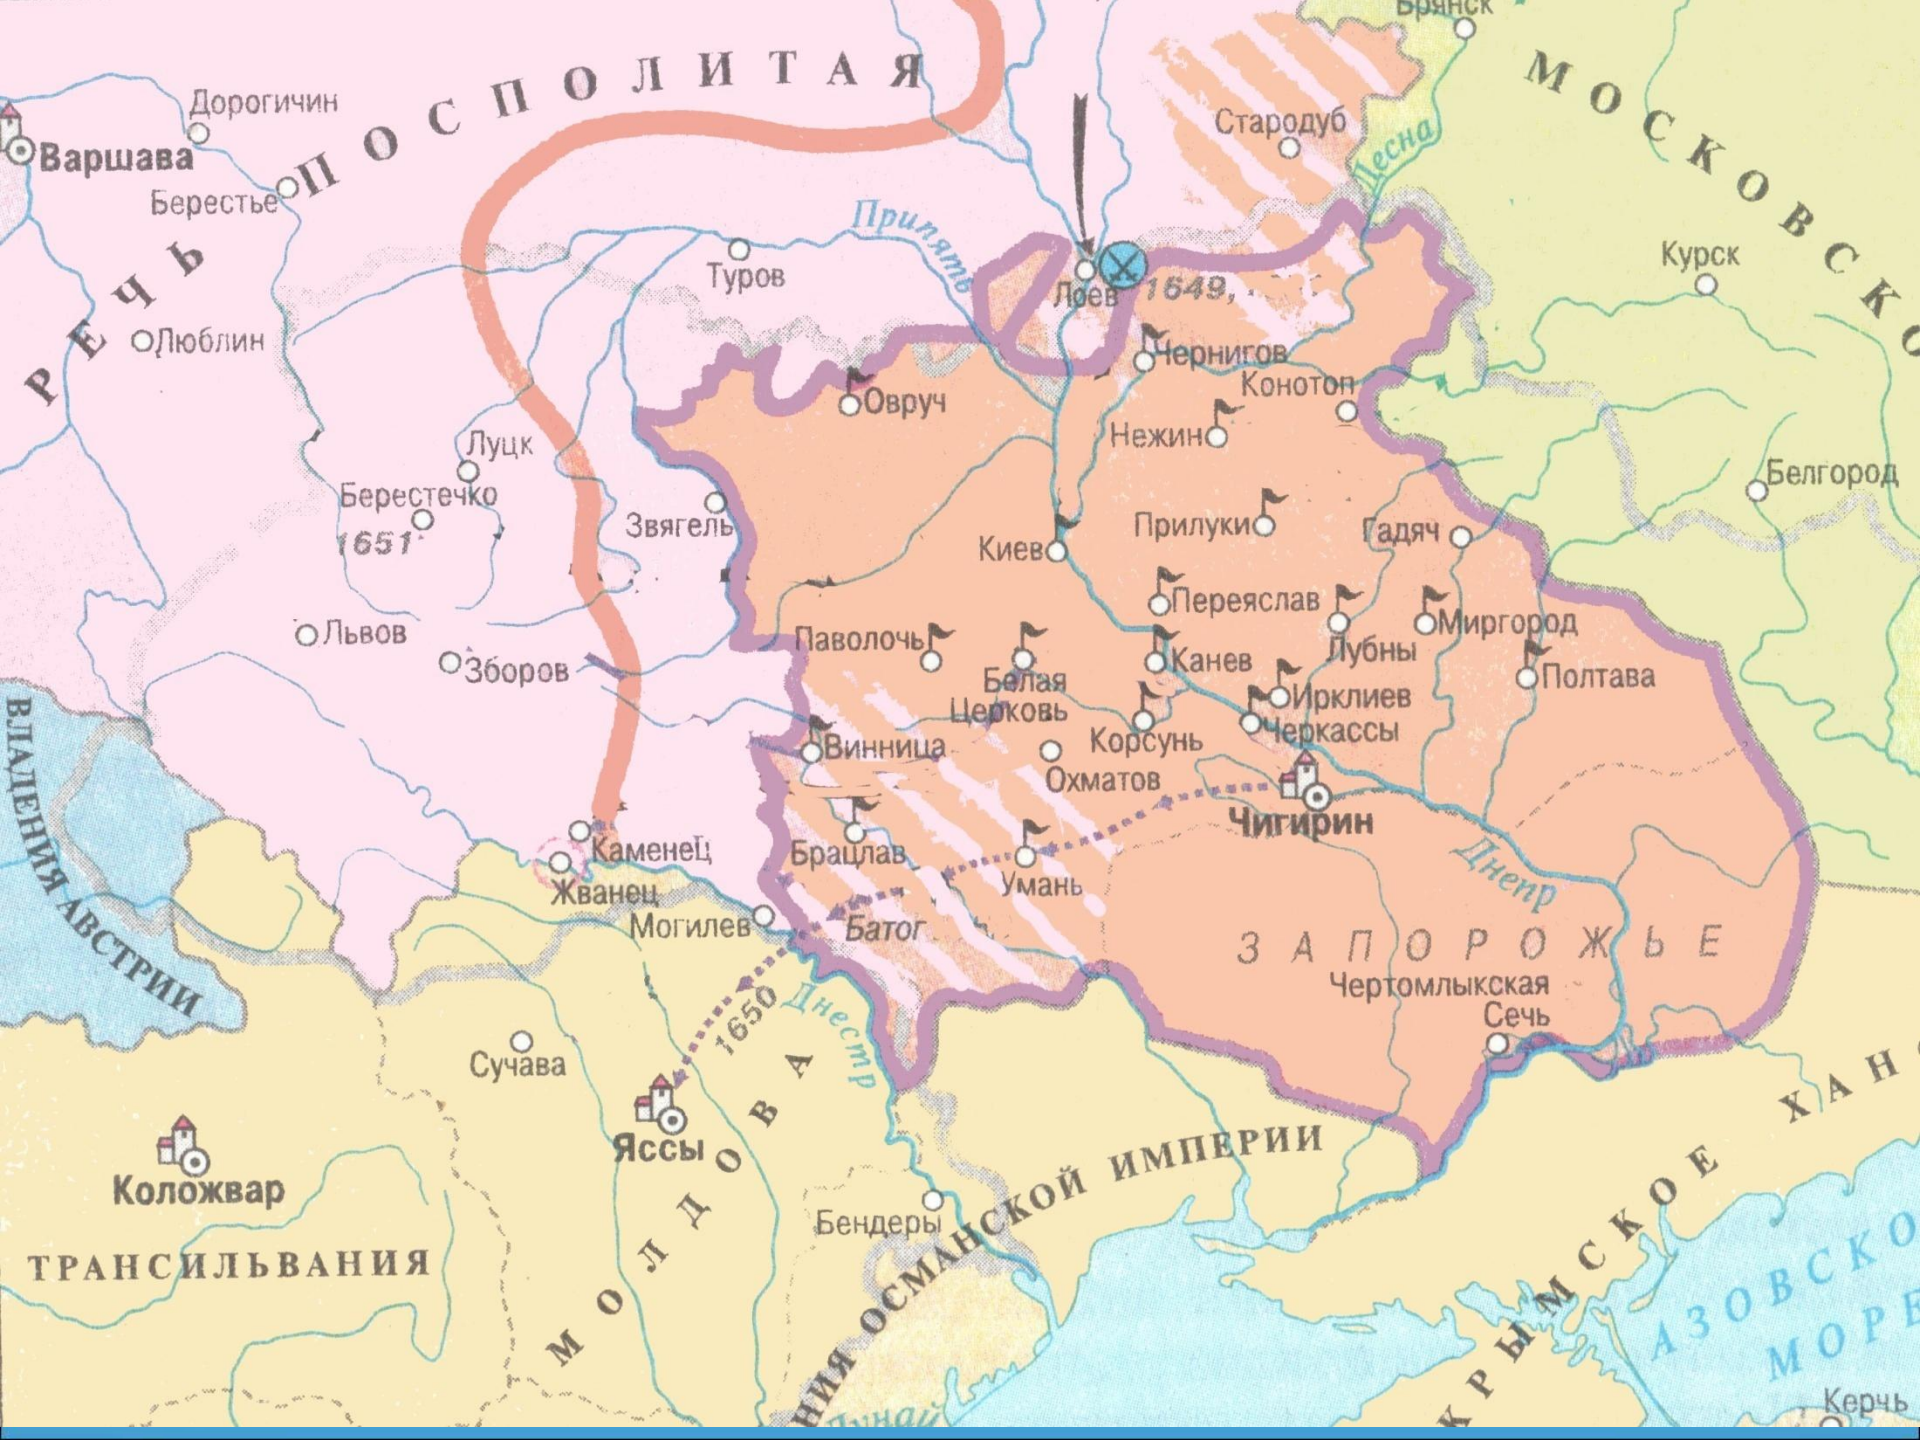 Брянск
РЕЧЬ ПОСПОЛИТАЯ
МОСКОВСКО
Дорогичин
Варшава
Берестье
Стародуб
Десна
Припять
Туров
Курск
Лоев
1649,
Люблин
Чернигов
Конотоп
Овруч
Нежин
Луцк
Белгород
Берестечко
1651
Звягель
Киев
Прилуки
Гадяч
Переяслав
Миргород
Львов
Паволочь
Лубны
Зборов
Канев
Полтава
Белая
Церковь
Ирклиев
Черкассы
Корсунь
Винница
Охматов
Чигирин
ВЛАДЕНИЯ АВСТРИИ
Каменец
Брацлав
Умань
Днепр
Жванец
Могилев
Батог
ЗАПОРОЖЬЕ
Чертомлыкская
Сечь
1650
Днестр
Сучава
Яссы
МОЛДОВА
Коложвар
ТРАНСИЛЬВАНИЯ
Бендеры
НИЯ ОСМАНСКОЙ ИМПЕРИИ
КРЫМСКОЕ ХАНС
АЗОВСКО
МОРЕ
Дунай
Керчь